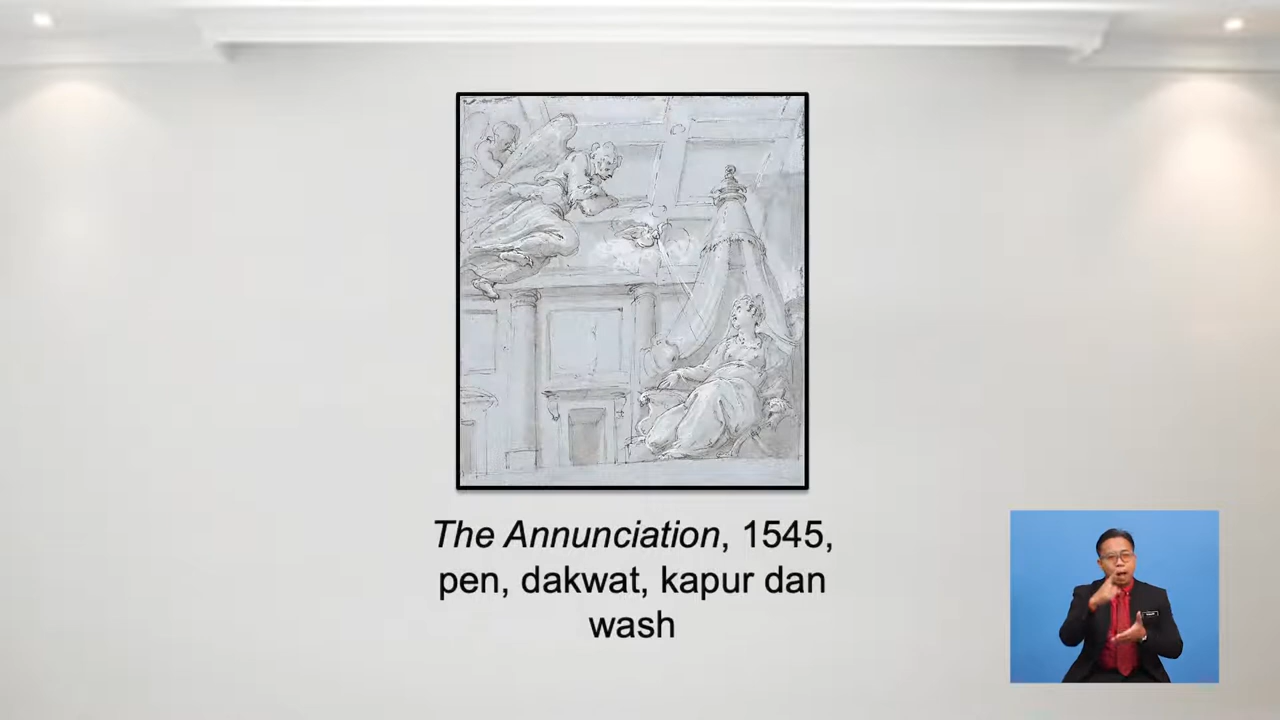 The Annunciation, 1545,
pen, dakwat, kapur dan
wash